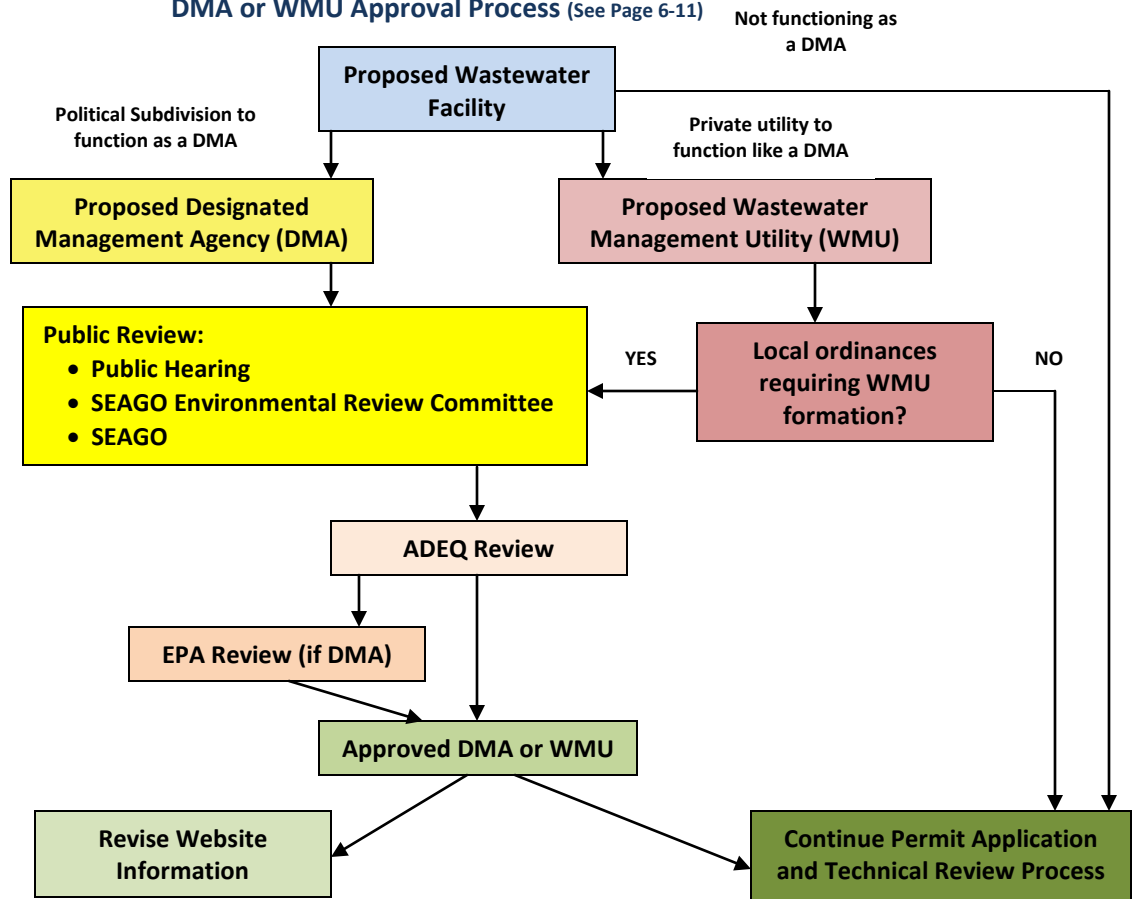 DMA or WMU Approval Process (See Page 6-11)
Not functioning as
a DMA
Proposed Wastewater
Facility
Political Subdivision to
function as a DMA
Private utility to
function like a DMA
Proposed Designated
Management Agency (DMA)
Proposed Wastewater
Management Utility (WMU)
Public Review:
• Public Hearing
• SEAGO Environmental Review Committee
• SEAGO
YES
Local ordinances
requiring WMU
formation?
NO
ADEQ Review
EPA Review (if DMA)
Approved DMA or WMU
Revise Website
Information
Continue Permit Application
and Technical Review Process